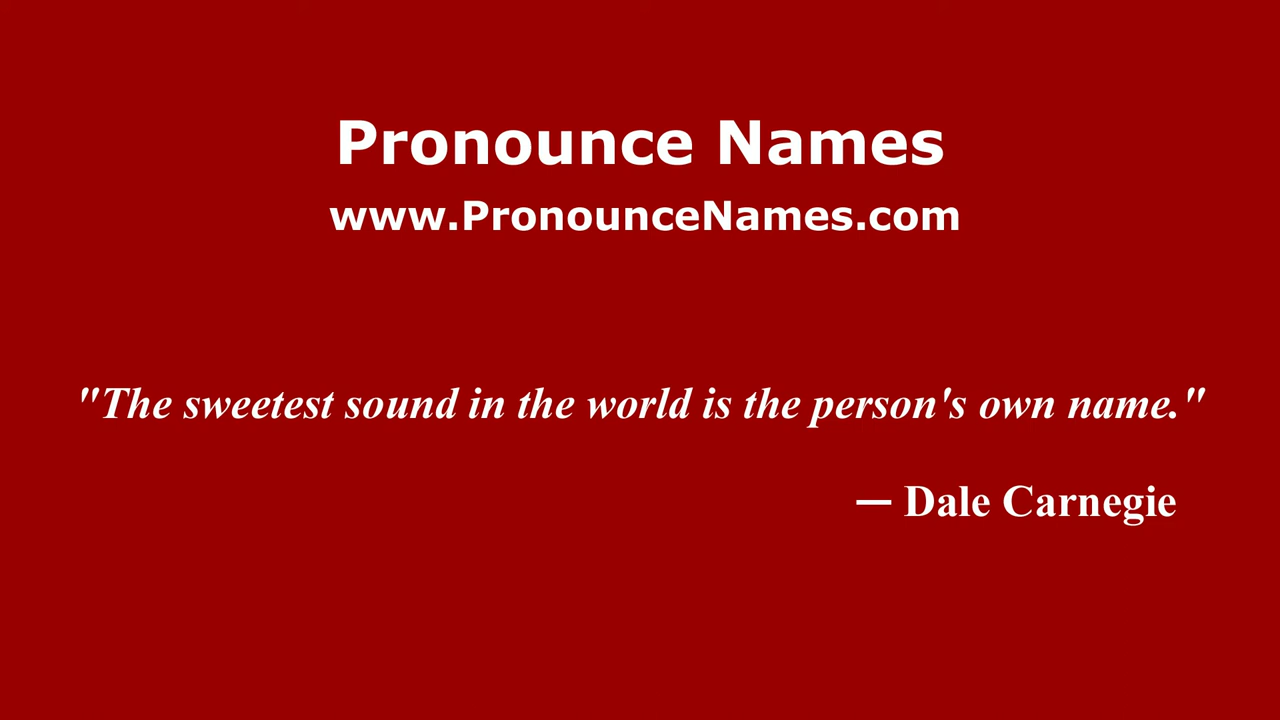 Pronounce Names
www.PronounceNames.com
"The sweetest sound in the world is the person's own name."
— Dale Carnegie